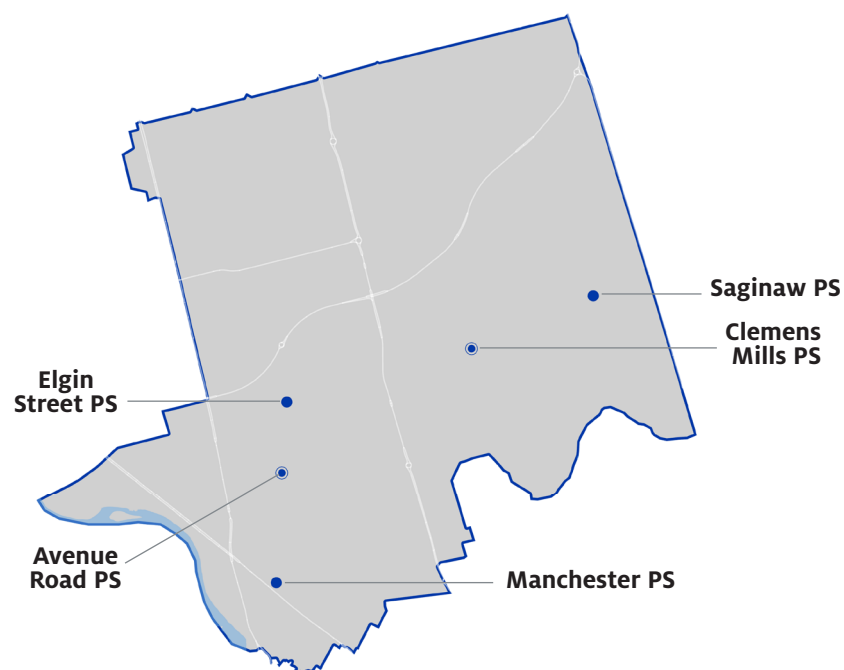 Saginaw PS
Clemens
Mills PS
Elgin
Street PS
Avenue
Road PS
Manchester PS